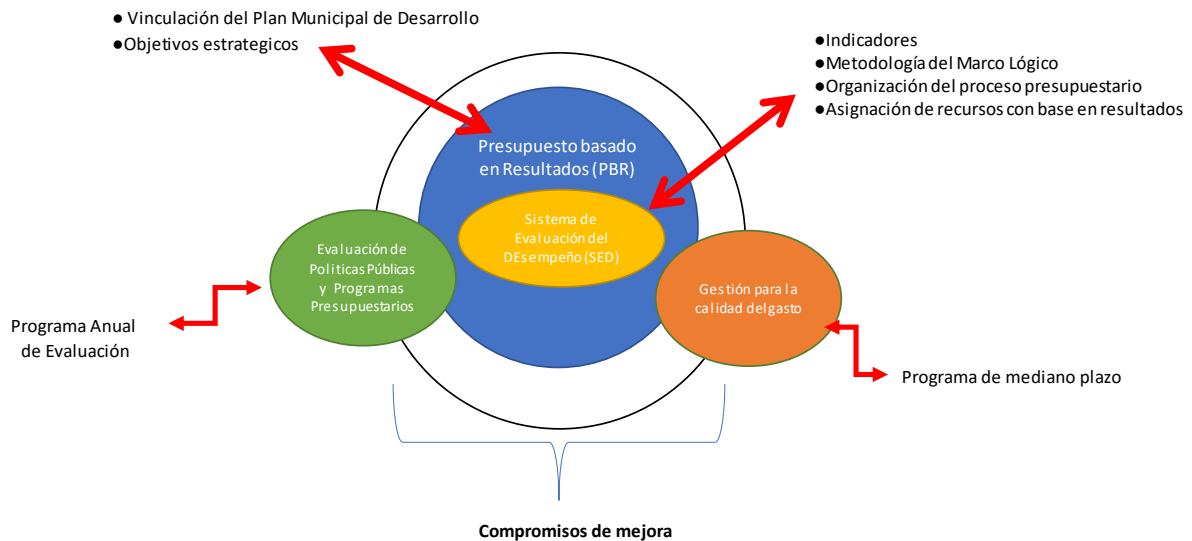 ● Vinculación del Plan Municipal de Desarrollo
●Objetivos estrategicos
●Indicadores
●Metodología del Marco Lógico
●Organización del proceso presupuestario
●Asignación de recursos con base en resultados
Presupuesto basado
en Resultados (PBR)
Sistema de
Evaluación del
DEsempeño (SED)
Evaluación de
Politicas Públicas
y Programas
Presupuestarios
Gestión para la
calidad del gasto
Programa Anual
de Evaluación
Programa de mediano plazo
Compromisos de mejora